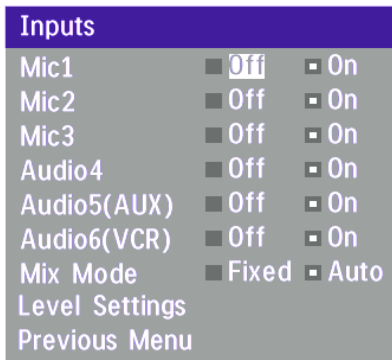 Inputs
Mic1 Off On
Mic2 Off On
Mic3 Off On
Audio4 Off On
Audio5(AUX) Off On
Audio6(VCR) Off On
Mix Mode Fixed Auto
Level Settings
Previous Menu